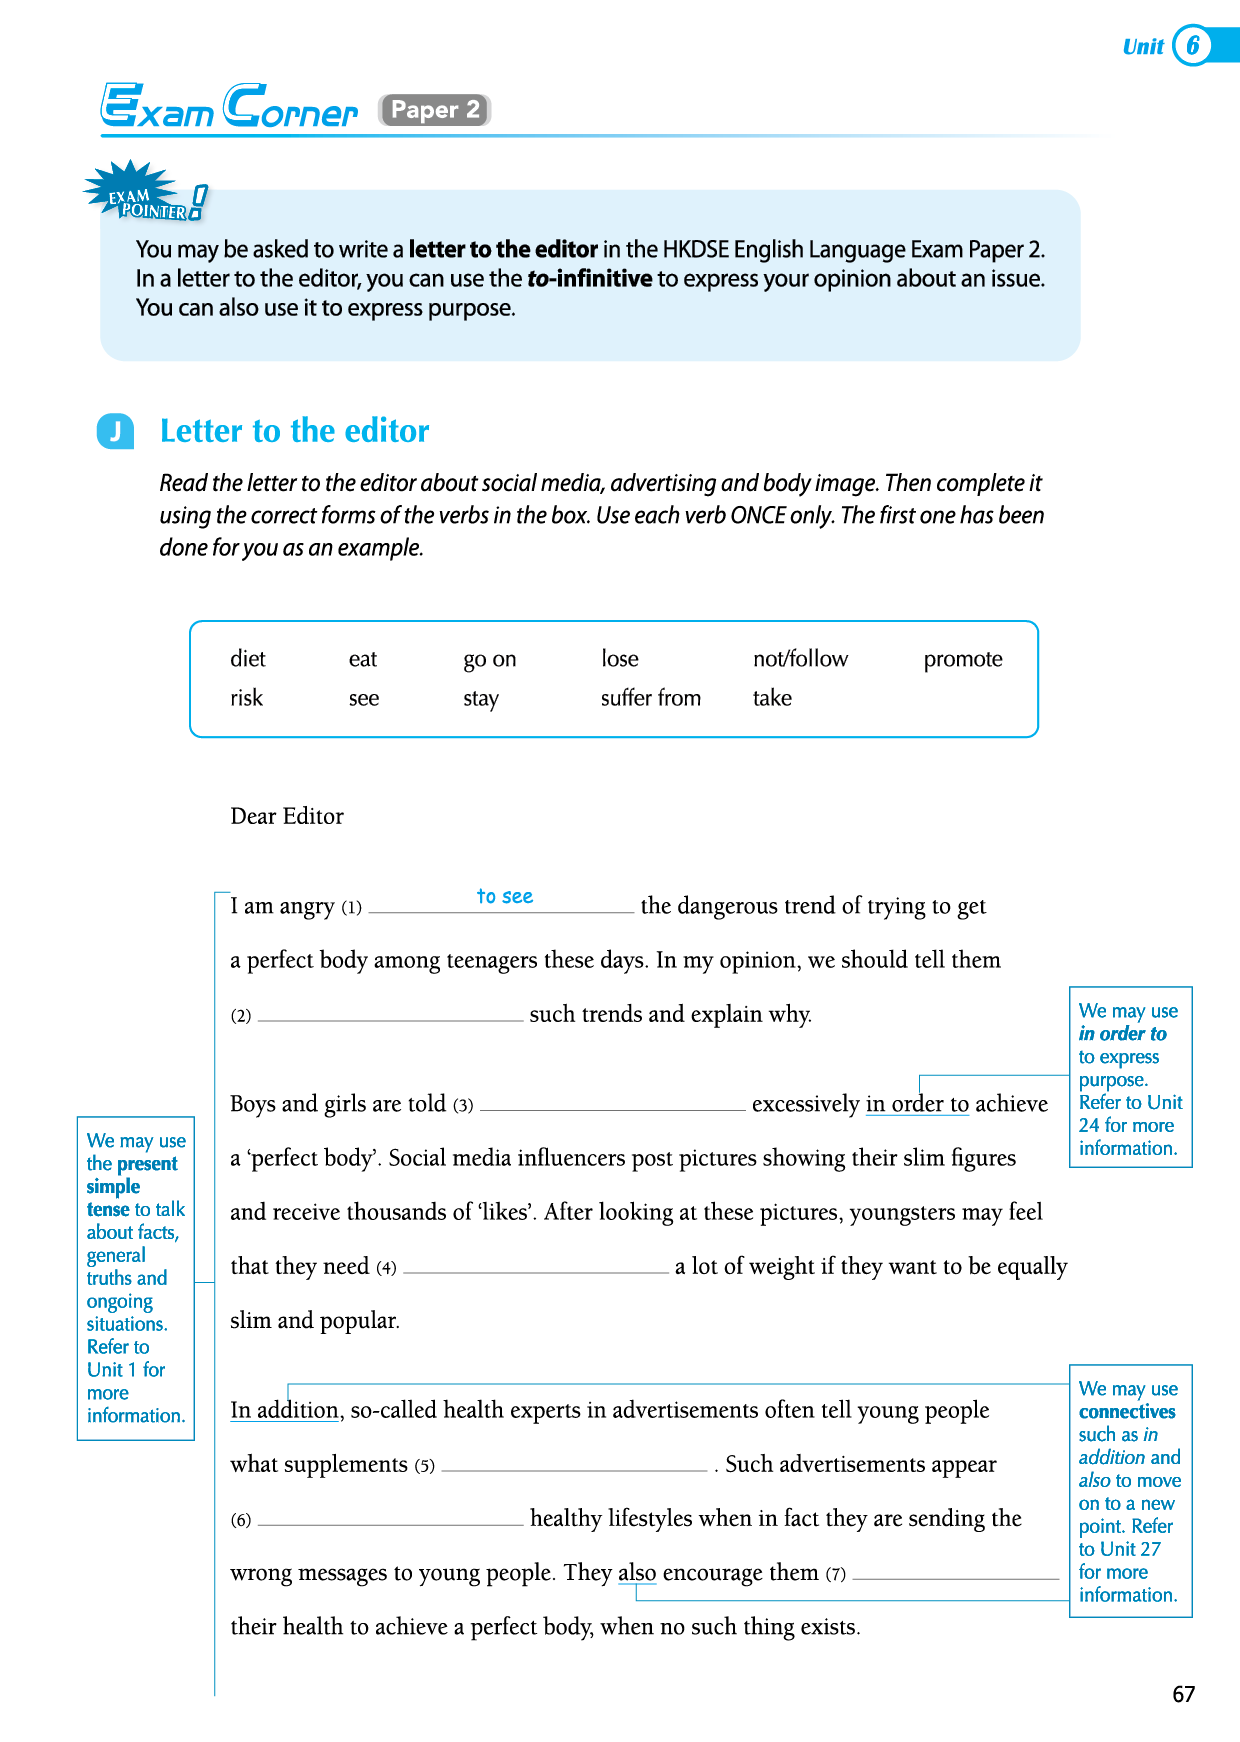 Unit 6
Exam Corner Paper 2
EXAM
POINTER!
You may be asked to write a letter to the editor in the HKDSE English Language Exam Paper 2.
In a letter to the editor, you can use the to-infinitive to express your opinion about an issue.
You can also use it to express purpose.
J Letter to the editor
Read the letter to the editor about social media, advertising and body image. Then complete it
using the correct forms of the verbs in the box. Use each verb ONCE only. The first one has been
done for you as an example.
diet eat go on lose not/follow promote
risk see stay suffer from take
Dear Editor
I am angry (1) to see the dangerous trend of trying to get
a perfect body among teenagers these days. In my opinion, we should tell them
(2) such trends and explain why.
Boys and girls are told (3) excessively in order to achieve
a ‘perfect body’. Social media influencers post pictures showing their slim figures
and receive thousands of ‘likes’. After looking at these pictures, youngsters may feel
that they need (4) a lot of weight if they want to be equally
slim and popular.
In addition, so-called health experts in advertisements often tell young people
what supplements (5) . Such advertisements appear
(6) healthy lifestyles when in fact they are sending the
wrong messages to young people. They also encourage them (7)
their health to achieve a perfect body, when no such thing exists.
We may use
the present
simple
tense to talk
about facts,
general
truths and
ongoing
situations.
Refer to
Unit 1 for
more
information.
We may use
in order to
to express
purpose.
Refer to Unit
24 for more
information.
We may use
connectives
such as in
addition and
also to move
on to a new
point. Refer
to Unit 27
for more
information.
67